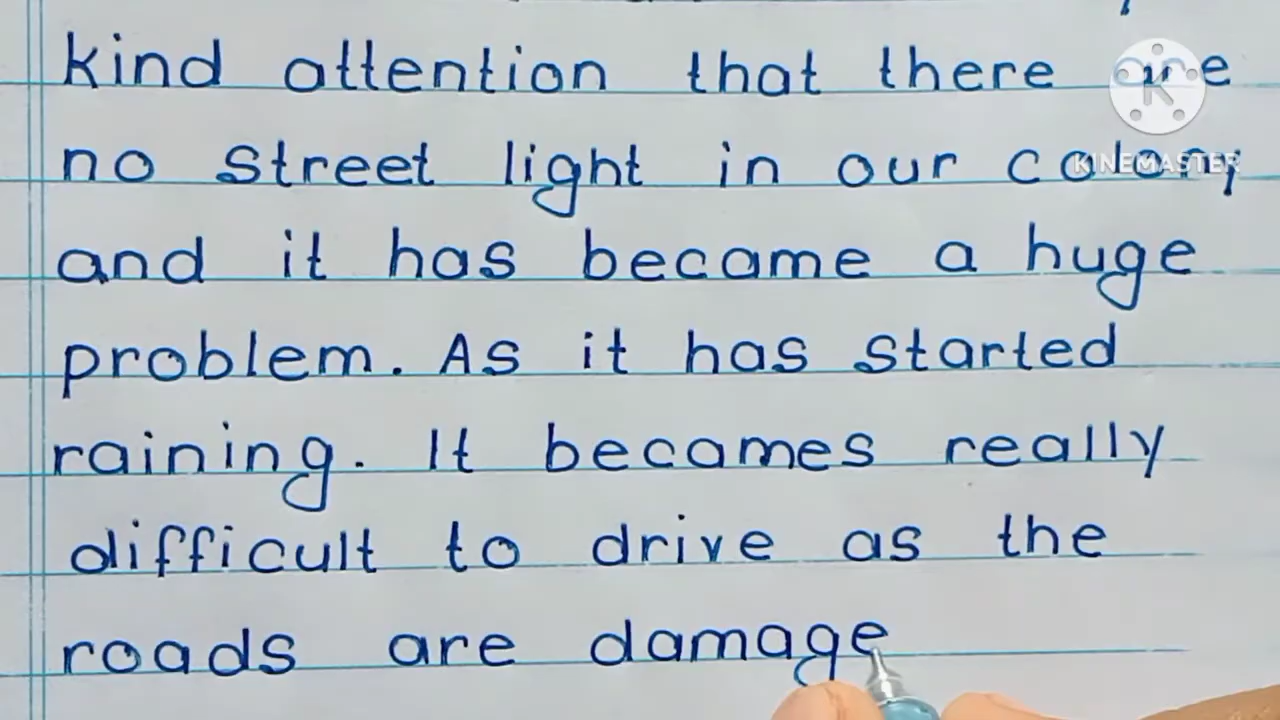 kind attention that there are
no street light in our colony
and it has became a huge
problem. As it has started
raining. It becames really
difficult to drive as the
roads are damage
KINEMASTER